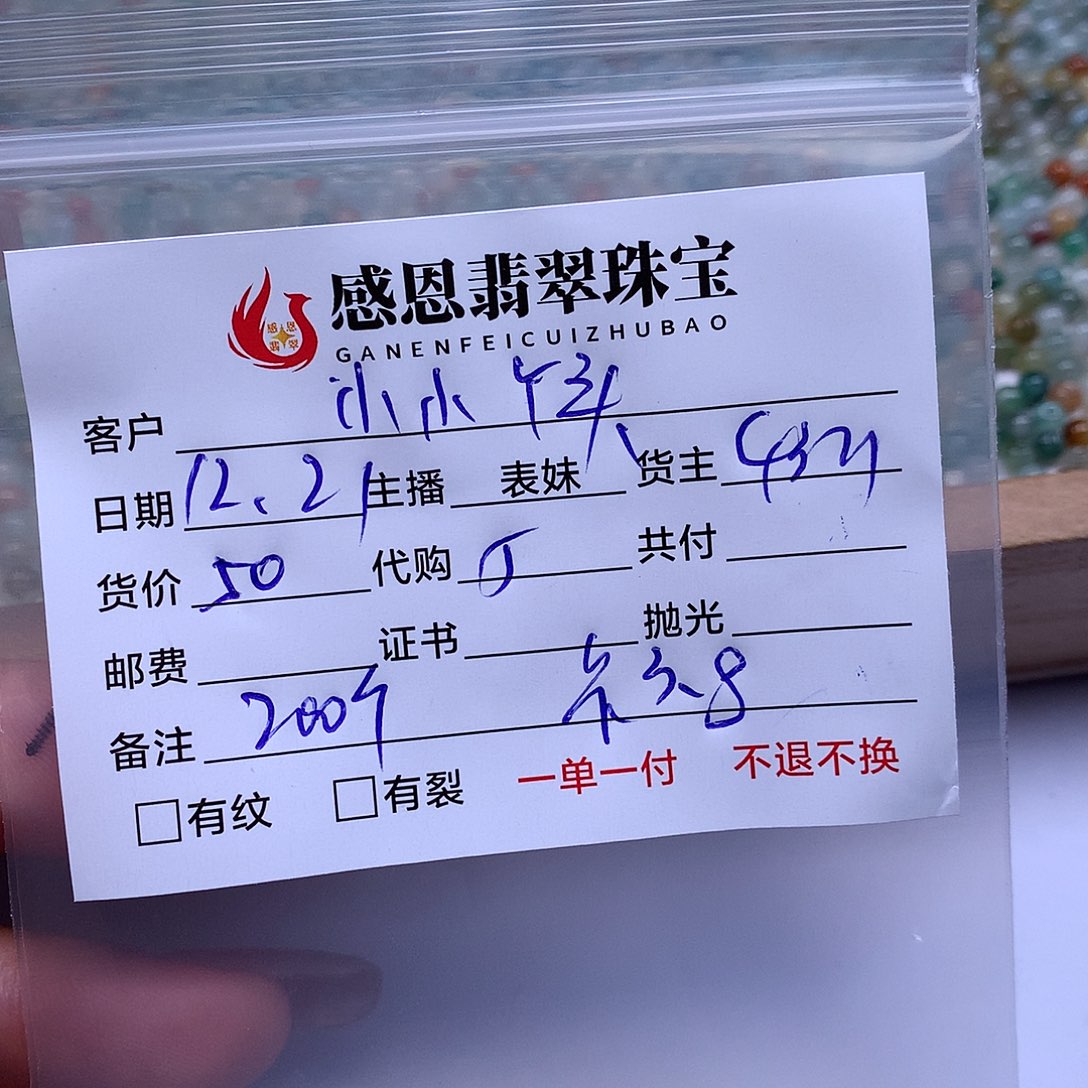 感恩翡翠珠宝
GANENFEICUIZHUBAO
客户 小小
日期 12.21 主播 表妹 货主
货价 50 代购 5 共付
邮费 证书 抛光
备注 200个
有纹 有裂 一单一付 不退不换